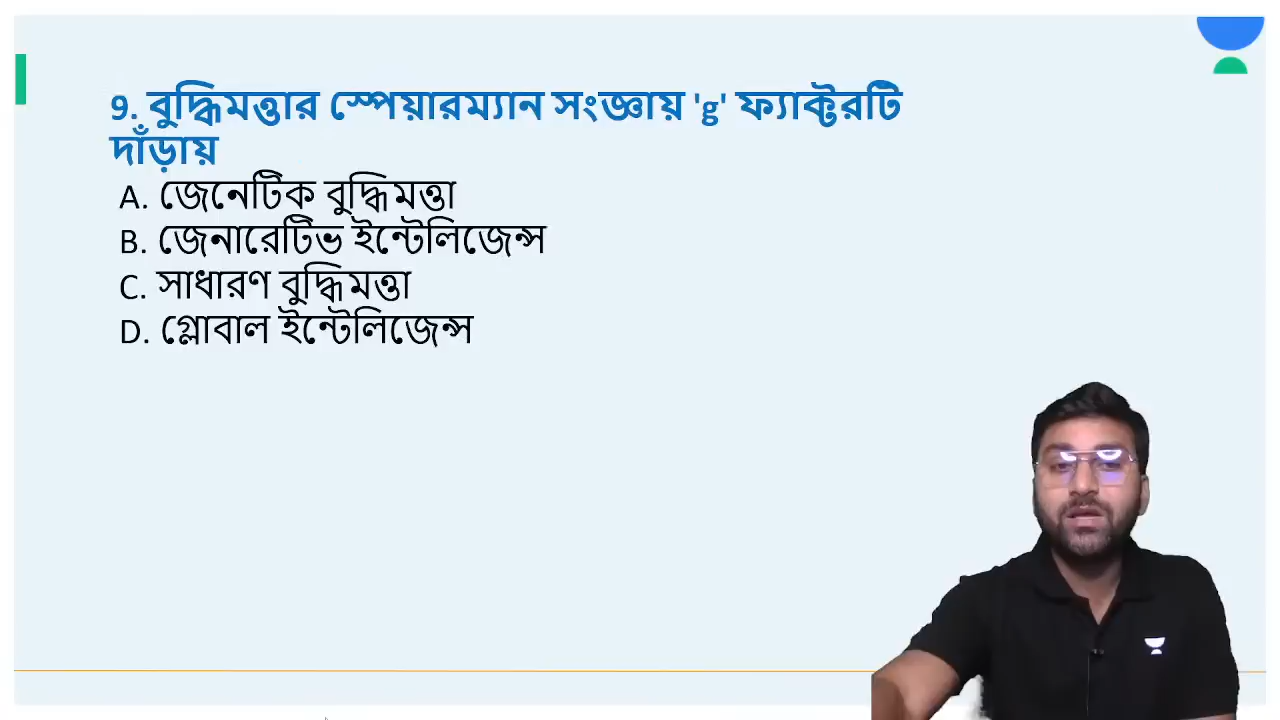 9. বুদ্ধিমত্তার স্পেয়ারম্যান সংজ্ঞায় 'g' ফ্যাক্টরটি
দাঁড়ায়
A. জেনেটিক বুদ্ধিমত্তা
B. জেনারেটিভ ইন্টেলিজেন্স
C. সাধারণ বুদ্ধিমত্তা
D. গ্লোবাল ইন্টেলিজেন্স